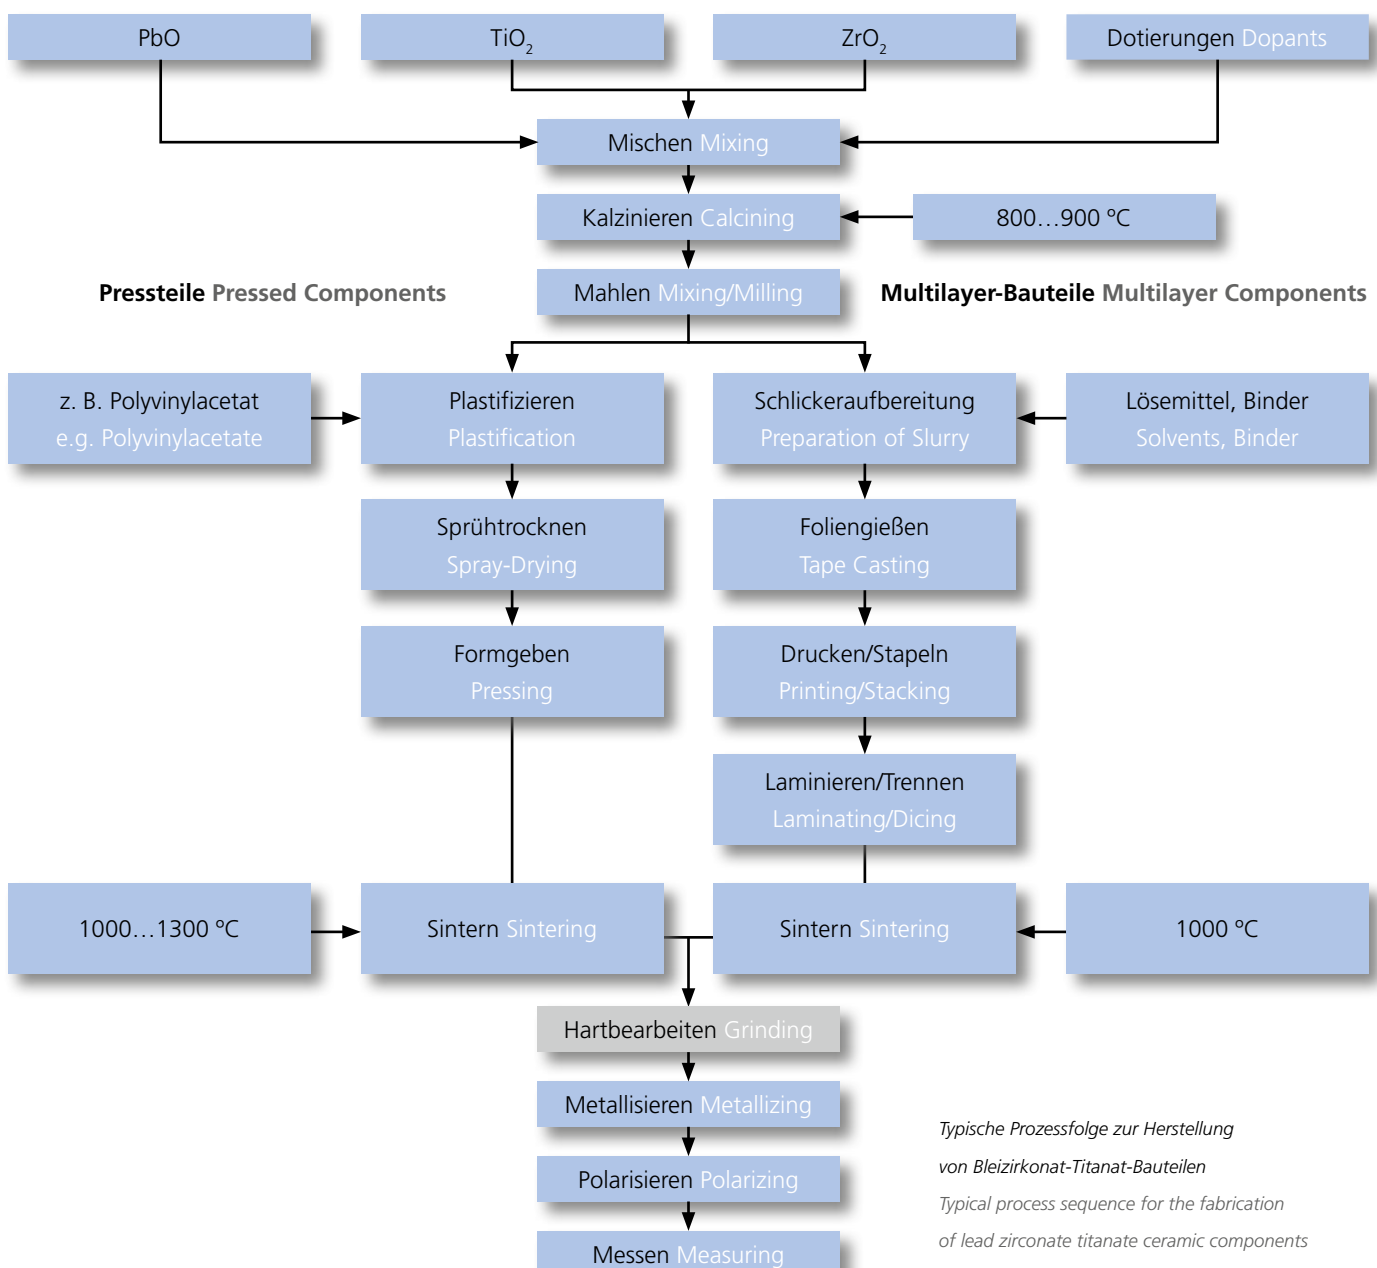 PbO
TiO₂
ZrO₂
Dotierungen Dopants
Mischen Mixing
Kalzinieren Calcining
800…900 ºC
Pressteile Pressed Components
Mahlen Mixing/Milling
Multilayer-Bauteile Multilayer Components
z. B. Polyvinylacetat
e.g. Polyvinylacetate
Plastifizieren
Plastification
Schlickeraufbereitung
Preparation of Slurry
Lösemittel, Binder
Solvents, Binder
Sprühtrocknen
Spray-Drying
Foliengießen
Tape Casting
Formgeben
Pressing
Drucken/Stapeln
Printing/Stacking
Laminieren/Trennen
Laminating/Dicing
1000…1300 ºC
Sintern Sintering
Sintern Sintering
1000 ºC
Hartbearbeiten Grinding
Metallisieren Metallizing
Polarisieren Polarizing
Messen Measuring
Typische Prozessfolge zur Herstellung
von Bleizirkonat-Titanat-Bauteilen
Typical process sequence for the fabrication
of lead zirconate titanate ceramic components